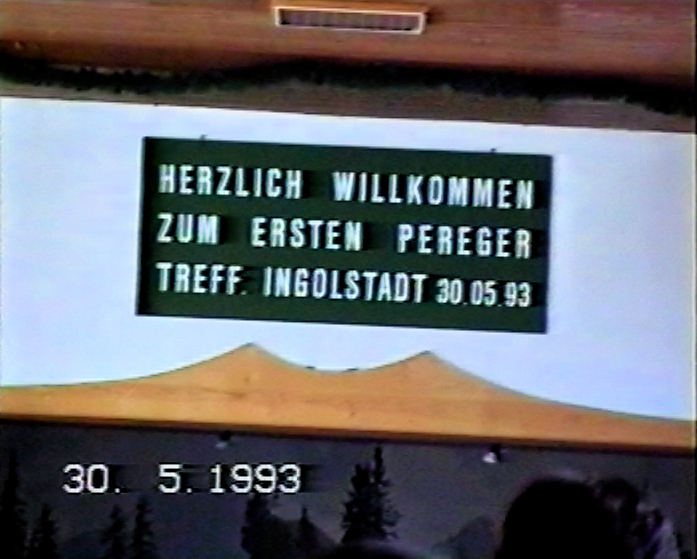 HERZLICH WILLKOMMEN
ZUM ERSTEN PEREGER
TREFF. INGOLSTADT 30.05.93
30. 5.1993